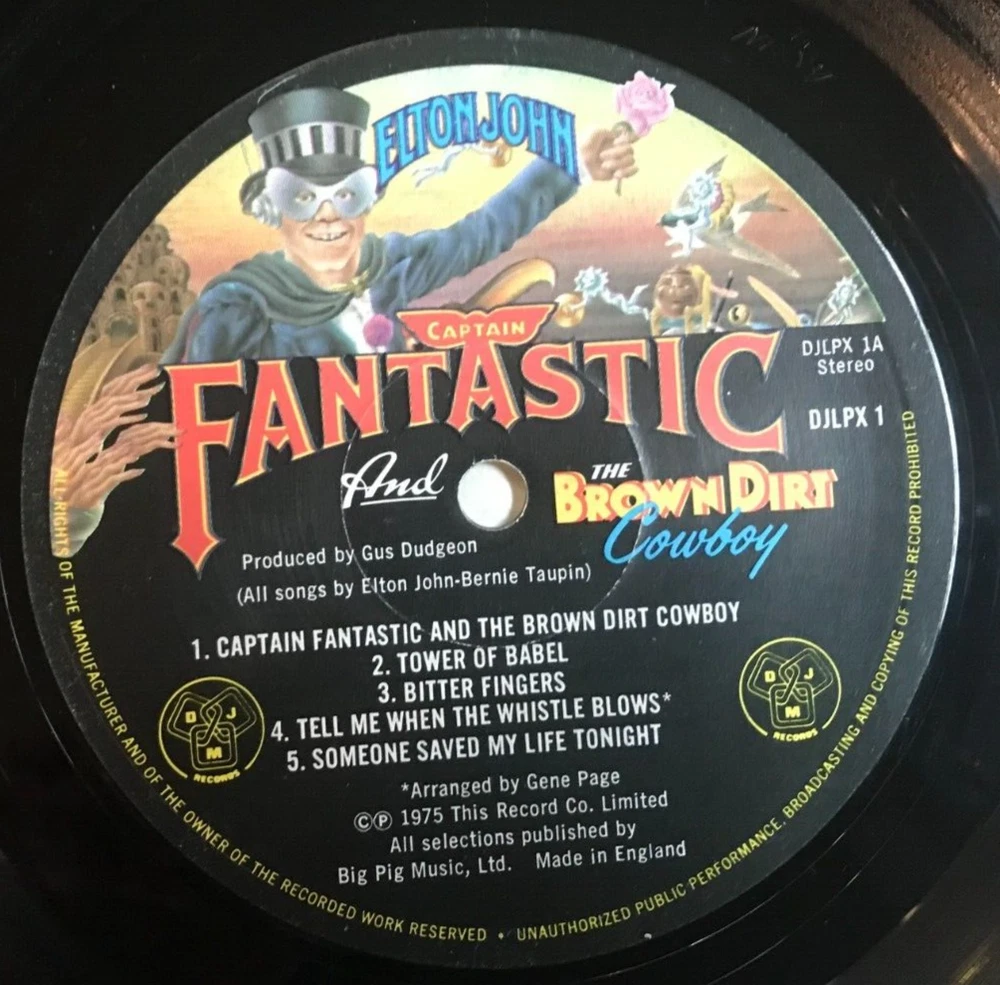 ELTON JOHN
CAPTAIN
FANTASTIC
And
THE
BROWN DIRT
Cowboy
DJLPX 1A
Stereo
DJLPX 1
Produced by Gus Dudgeon
(All songs by Elton John-Bernie Taupin)
1. CAPTAIN FANTASTIC AND THE BROWN DIRT COWBOY
2. TOWER OF BABEL
3. BITTER FINGERS
4. TELL ME WHEN THE WHISTLE BLOWS*
5. SOMEONE SAVED MY LIFE TONIGHT
*Arranged by Gene Page
©℗ 1975 This Record Co. Limited
All selections published by
Big Pig Music, Ltd. Made in England
DJM
RECORDS
DJM
RECORDS
ALL RIGHTS OF THE MANUFACTURER AND OF THE OWNER OF THE RECORDED WORK RESERVED • UNAUTHORIZED PUBLIC PERFORMANCE, BROADCASTING AND COPYING OF THIS RECORD PROHIBITED